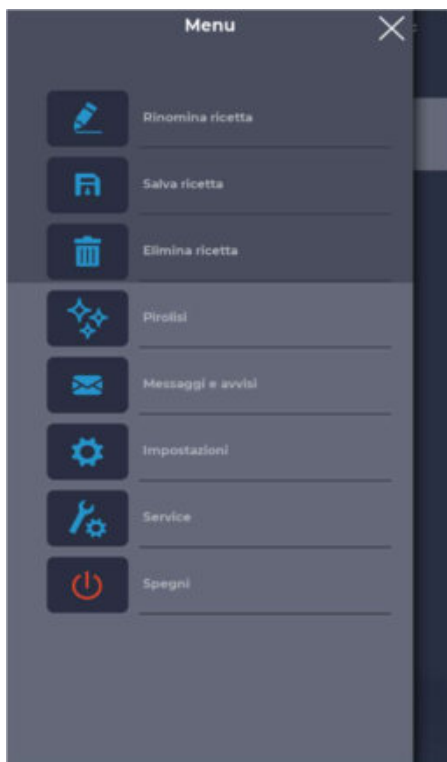 Menu
Rinomina ricetta
Salva ricetta
Elimina ricetta
Pirolisi
Messaggi e avvisi
Impostazioni
Service
Spegni